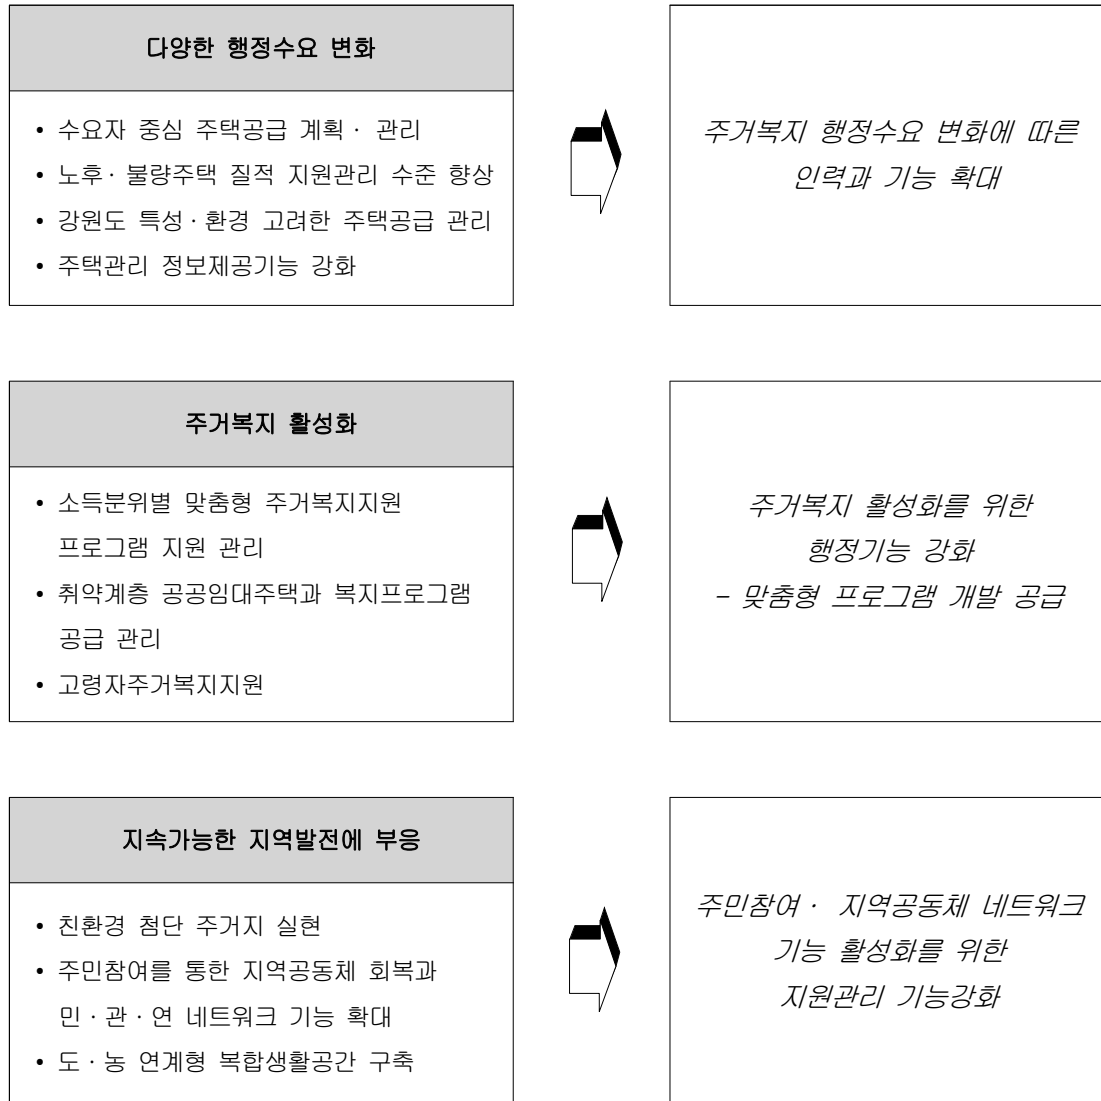 다양한 행정수요 변화
• 수요자 중심 주택공급 계획 · 관리
• 노후 · 불량주택 질적 지원관리 수준 향상
• 강원도 특성 · 환경 고려한 주택공급 관리
• 주택관리 정보제공기능 강화
주거복지 행정수요 변화에 따른
인력과 기능 확대
주거복지 활성화
• 소득분위별 맞춤형 주거복지지원
프로그램 지원 관리
• 취약계층 공공임대주택과 복지프로그램
공급 관리
• 고령자주거복지지원
주거복지 활성화를 위한
행정기능 강화
- 맞춤형 프로그램 개발 공급
지속가능한 지역발전에 부응
• 친환경 첨단 주거지 실현
• 주민참여를 통한 지역공동체 회복과
민 · 관 · 연 네트워크 기능 확대
• 도 · 농 연계형 복합생활공간 구축
주민참여 · 지역공동체 네트워크
기능 활성화를 위한
지원관리 기능강화